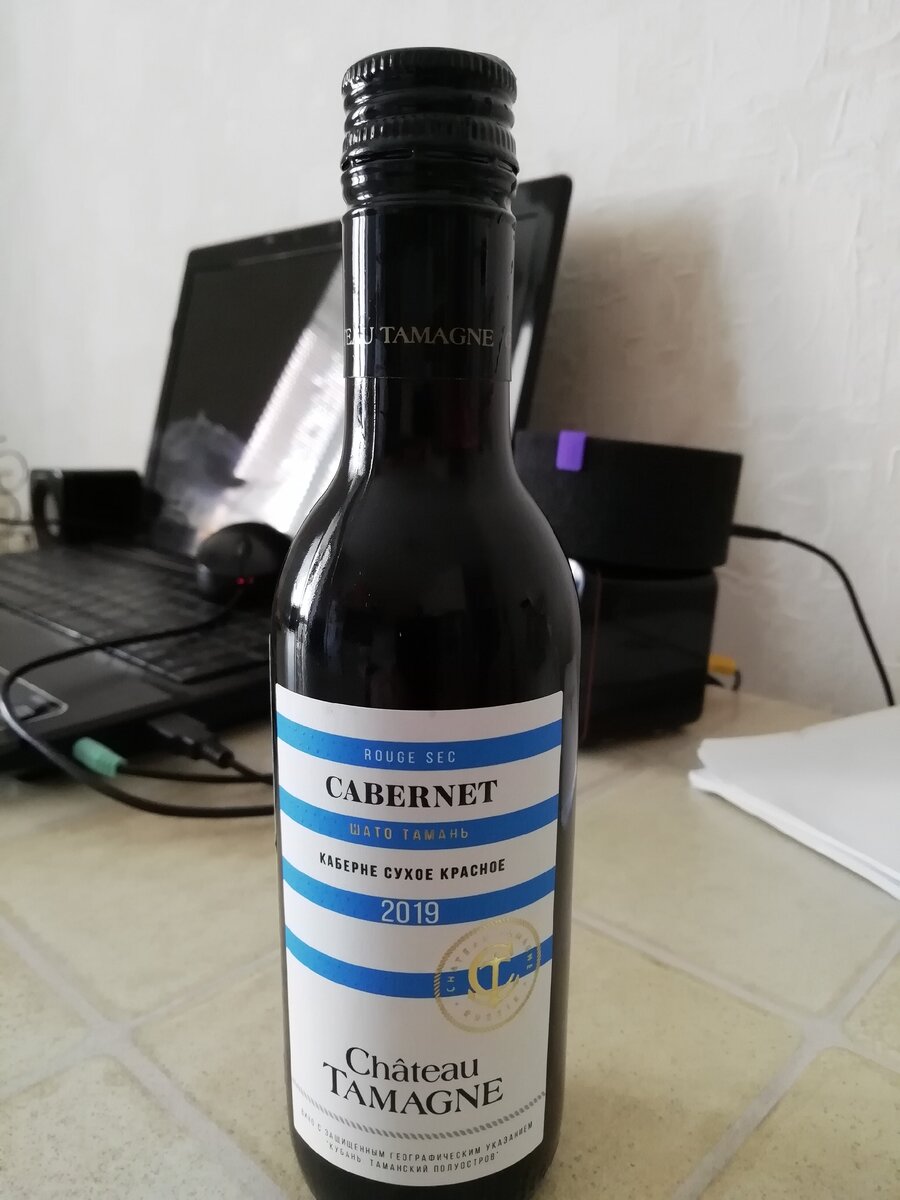 EAU TAMAGNE
ROUGE SEC
CABERNET
ШАТО ТАМАНЬ
КАБЕРНЕ СУХОЕ КРАСНОЕ
2019
Château
TAMAGNE
ВИНО С ЗАЩИЩЕННЫМ ГЕОГРАФИЧЕСКИМ УКАЗАНИЕМ
"КУБАНЬ. ТАМАНСКИЙ ПОЛУОСТРОВ"